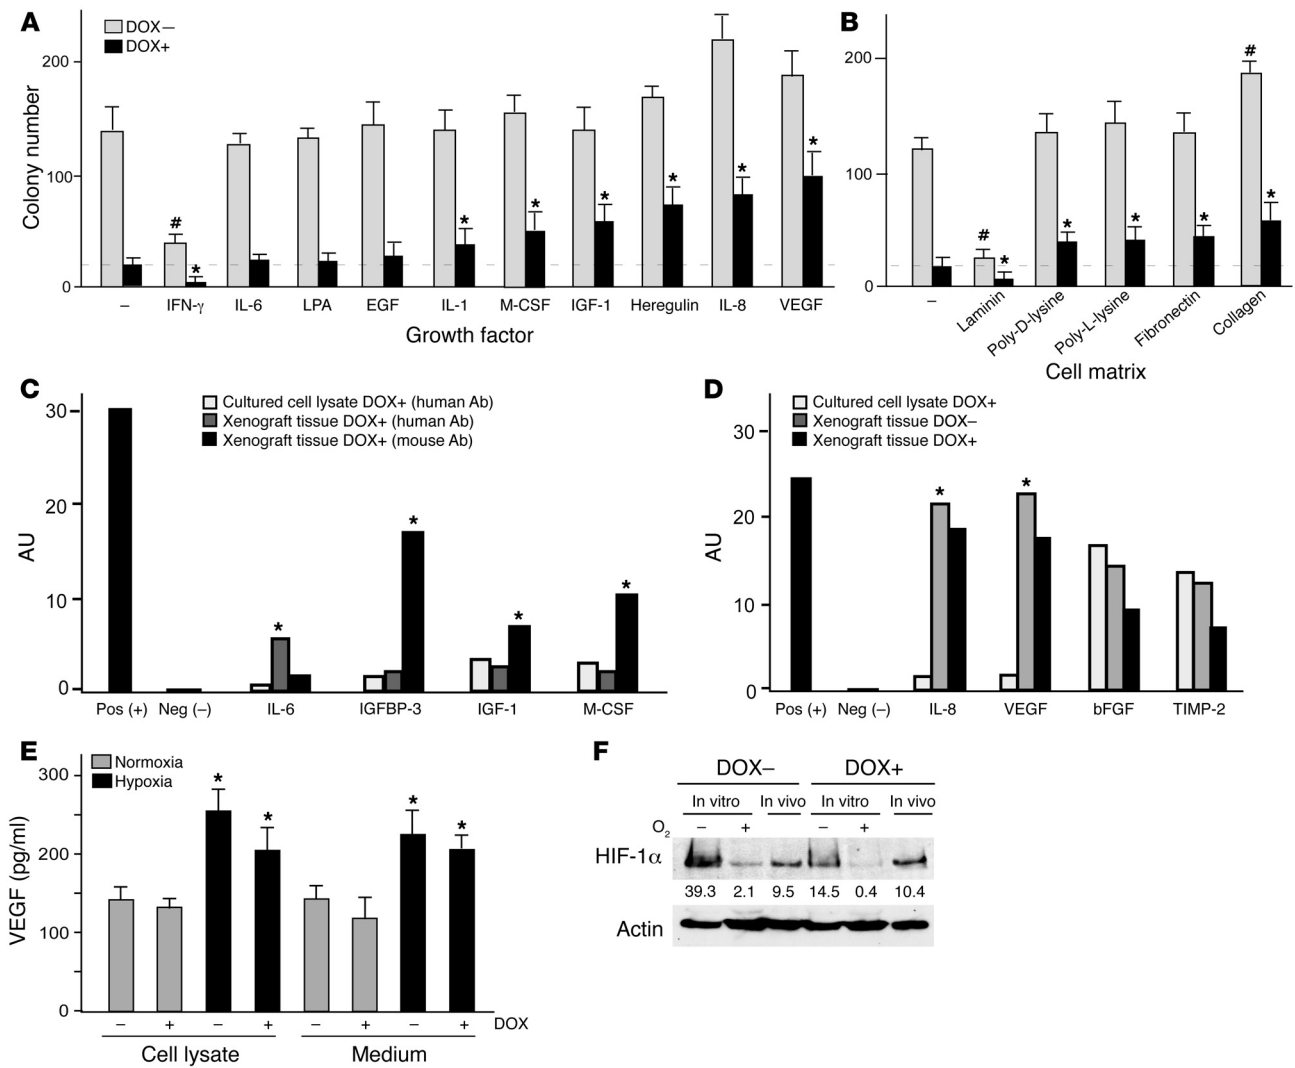 A
DOX—
DOX+
Colony number
200
100
0
*
#
*
*
*
*
*
*
*
– IFN-γ IL-6 LPA EGF IL-1 M-CSF IGF-1 Heregulin IL-8 VEGF
Growth factor
B
200
100
0
#
#
*
*
*
*
*
– Laminin Poly-D-lysine Poly-L-lysine Fibronectin Collagen
Cell matrix
C
Cultured cell lysate DOX+ (human Ab)
Xenograft tissue DOX+ (human Ab)
Xenograft tissue DOX+ (mouse Ab)
AU
30
20
10
0
*
*
*
*
Pos (+) Neg (–) IL-6 IGFBP-3 IGF-1 M-CSF
D
Cultured cell lysate DOX+
Xenograft tissue DOX–
Xenograft tissue DOX+
AU
30
20
10
0
*
*
Pos (+) Neg (–) IL-8 VEGF bFGF TIMP-2
E
Normoxia
Hypoxia
VEGF (pg/ml)
300
200
100
0
*
*
*
*
– + – + – + – + DOX
Cell lysate Medium
F
DOX– DOX+
In vitro In vivo In vitro In vivo
O2 – + – +
HIF-1α
39.3 2.1 9.5 14.5 0.4 10.4
Actin